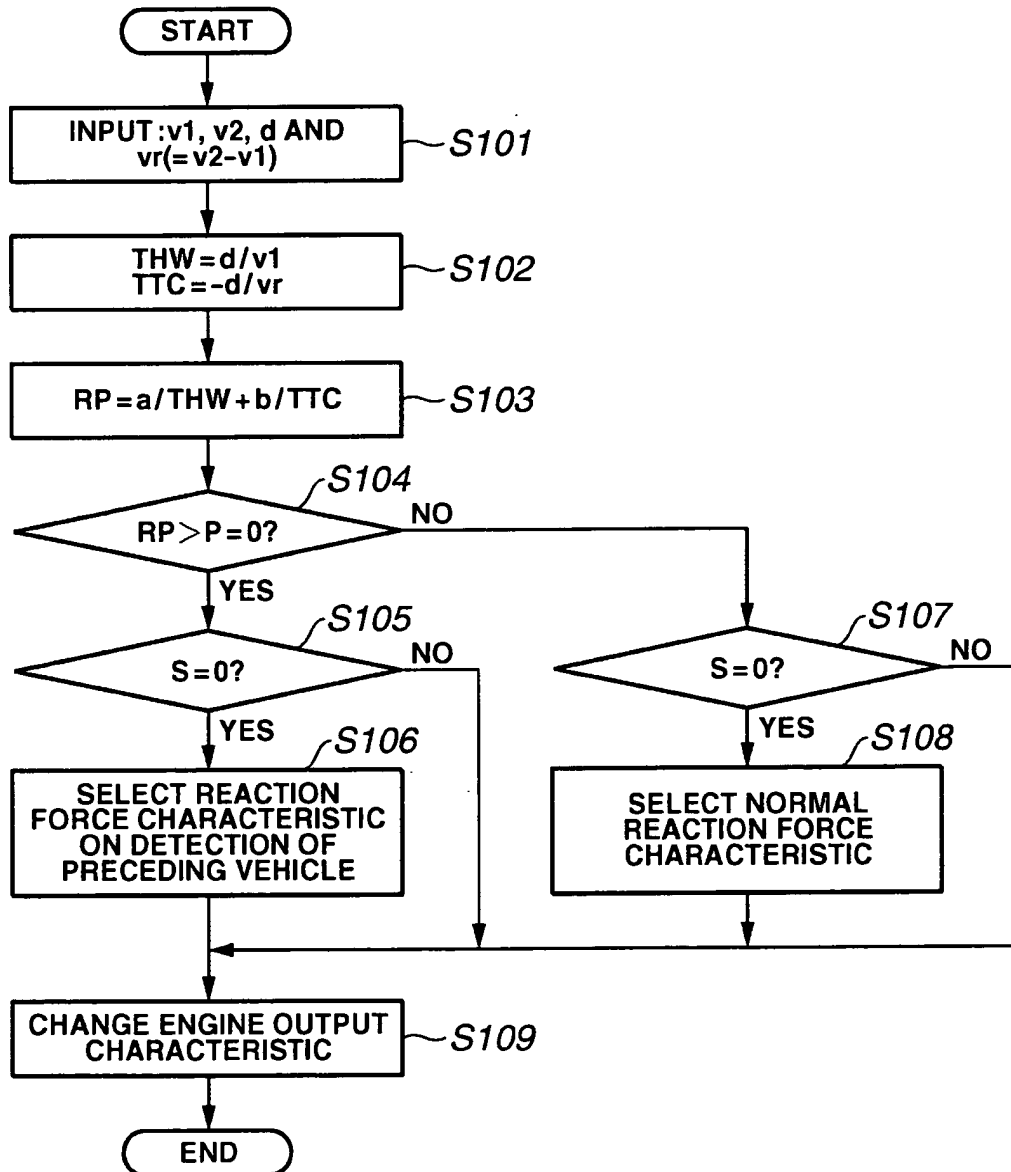 START
INPUT :v1, v2, d AND
vr(=v2-v1)
S101
THW=d/v1
TTC=-d/vr
S102
RP=a/THW+b/TTC
S103
S104
RP>P=0?
NO
YES
S105
S=0?
NO
YES
S107
S=0?
NO
YES
S106
SELECT REACTION
FORCE CHARACTERISTIC
ON DETECTION OF
PRECEDING VEHICLE
S108
SELECT NORMAL
REACTION FORCE
CHARACTERISTIC
CHANGE ENGINE OUTPUT
CHARACTERISTIC
S109
END